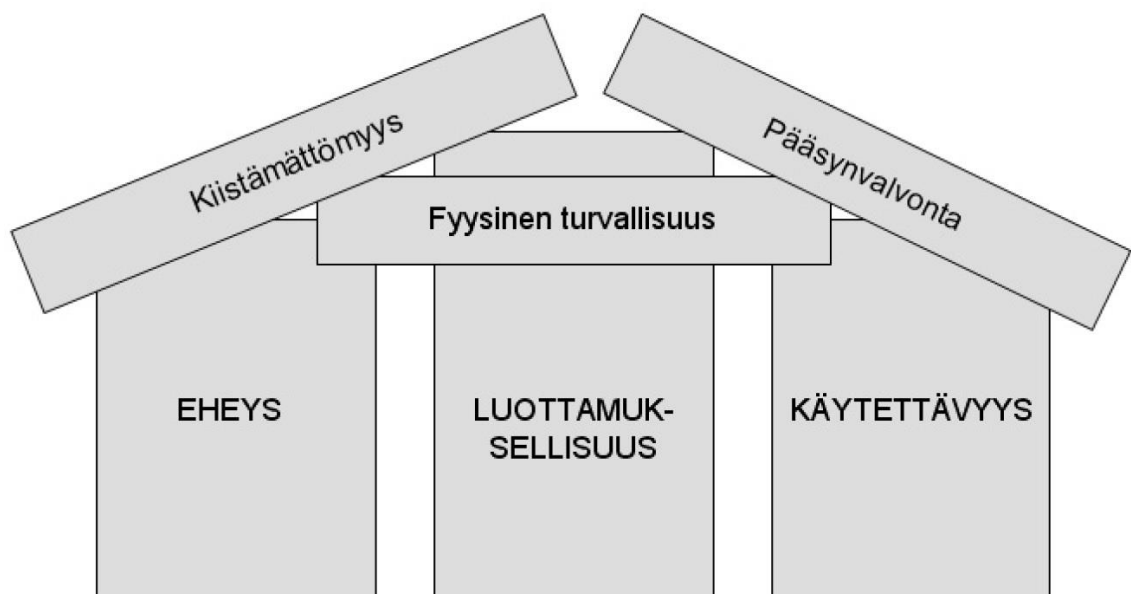 Kiistämättömyys
Pääsynvalvonta
Fyysinen turvallisuus
EHEYS
LUOTTAMUK-
SELLISUUS
KÄYTETTÄVYYS